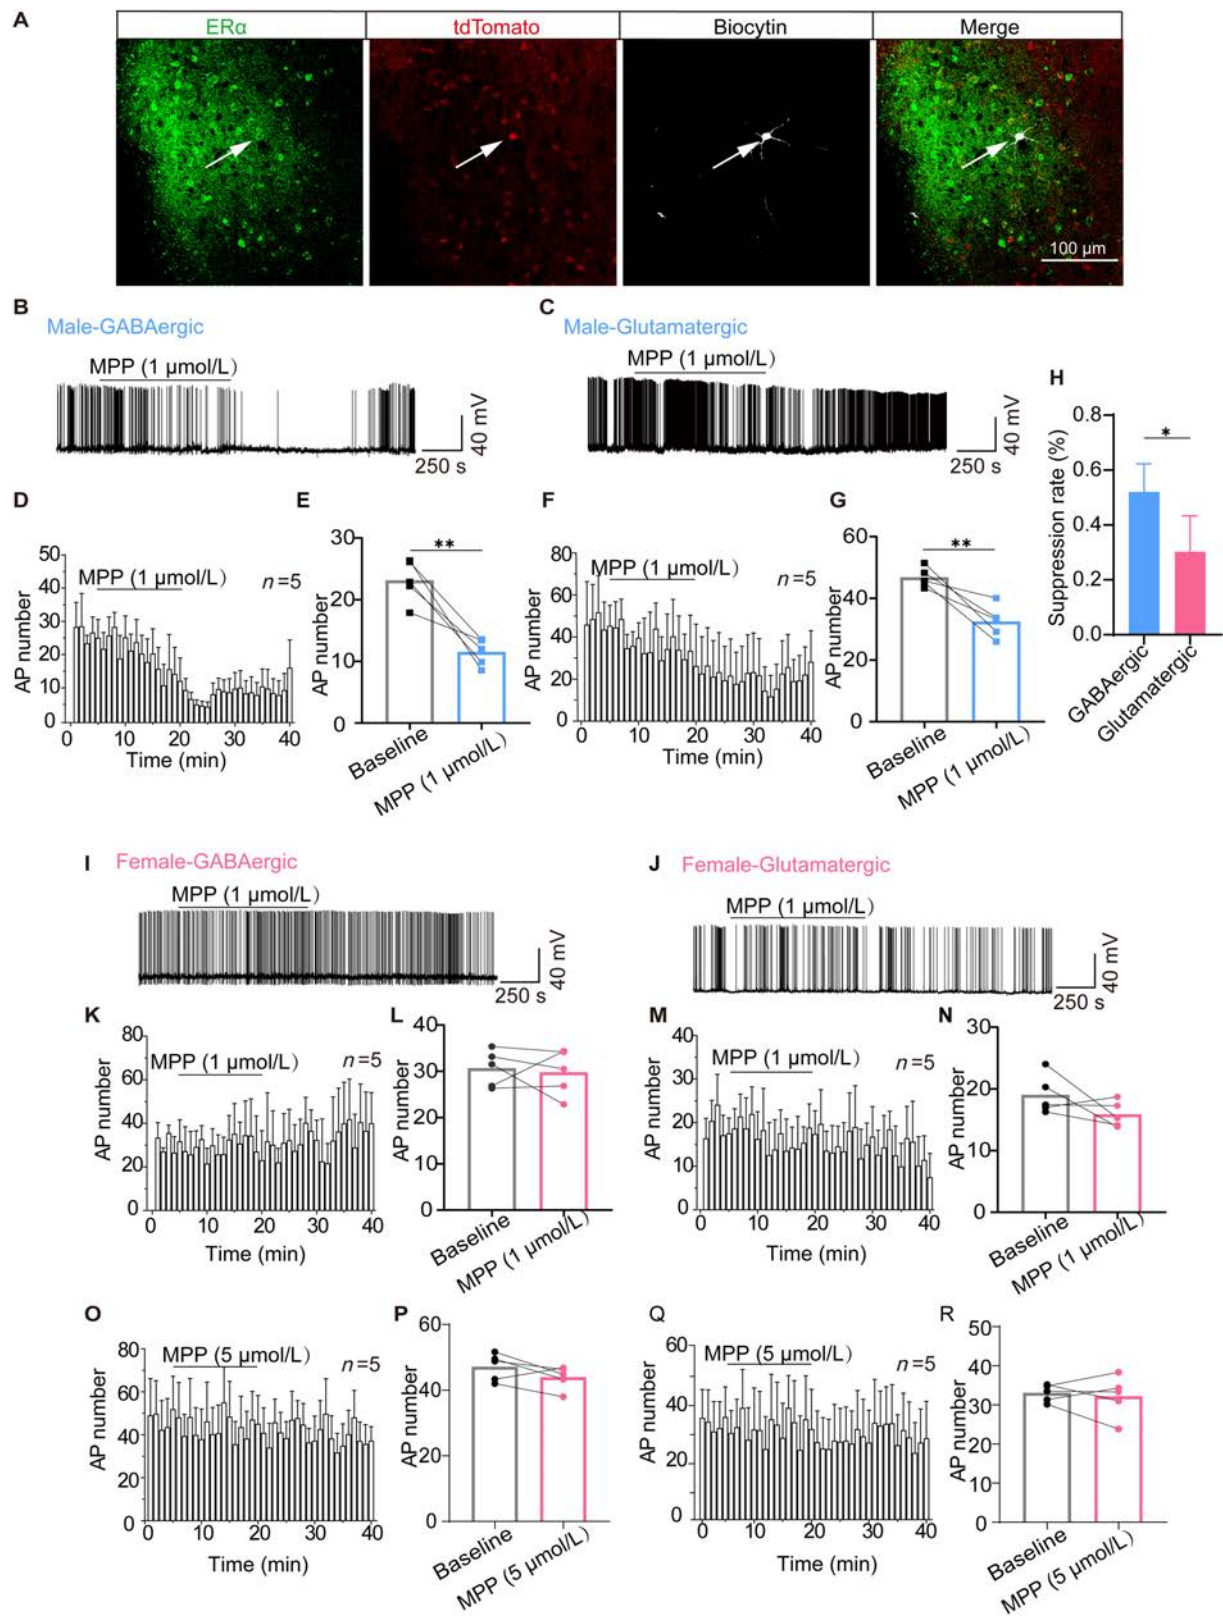 A
ERα tdTomato Biocytin Merge
100 µm
B
Male-GABAergic
MPP (1 µmol/L)
40 mV
250 s
C
Male-Glutamatergic
MPP (1 µmol/L)
40 mV
250 s
H
Suppression rate (%)
0.8
0.6
0.4
0.2
0.0
*
GABAergic
Glutamatergic
D
AP number
50
40
30
20
10
0
MPP (1 µmol/L)
n=5
0 10 20 30 40
Time (min)
E
AP number
30
20
10
0
**
Baseline
MPP (1 µmol/L)
F
AP number
80
60
40
20
0
MPP (1 µmol/L)
n=5
0 10 20 30 40
Time (min)
G
AP number
60
40
20
0
**
Baseline
MPP (1 µmol/L)
I
Female-GABAergic
MPP (1 µmol/L)
40 mV
250 s
J
Female-Glutamatergic
MPP (1 µmol/L)
40 mV
250 s
K
AP number
80
60
40
20
0
MPP (1 µmol/L)
n=5
0 10 20 30 40
Time (min)
L
AP number
40
30
20
10
0
Baseline
MPP (1 µmol/L)
M
AP number
40
30
20
10
0
MPP (1 µmol/L)
n=5
0 10 20 30 40
Time (min)
N
AP number
30
20
10
0
Baseline
MPP (1 µmol/L)
O
AP number
80
60
40
20
0
MPP (5 µmol/L)
n=5
0 10 20 30 40
Time (min)
P
AP number
60
40
20
0
Baseline
MPP (5 µmol/L)
Q
AP number
60
40
20
0
MPP (5 µmol/L)
n=5
0 10 20 30 40
Time (min)
R
AP number
50
40
30
20
10
0
Baseline
MPP (5 µmol/L)